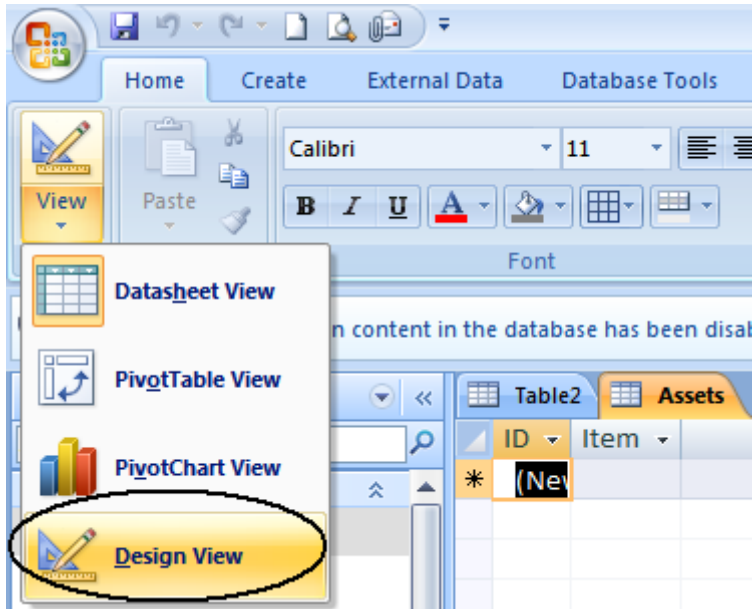 Home Create External Data Database Tools
View Paste Calibri 11
B I U A
Font
Datasheet View
PivotTable View
PivotChart View
Design View
n content in the database has been disab
Table2 Assets
ID Item
(New